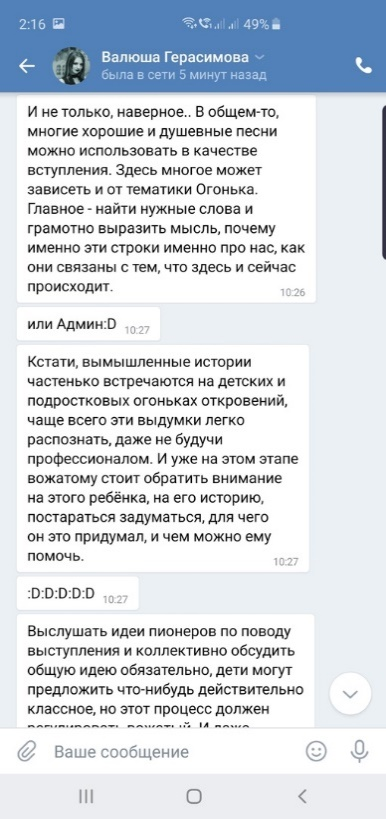 2:16 49%
Валюша Герасимова
была в сети 5 минут назад
И не только, наверное.. В общем-то,
многие хорошие и душевные песни
можно использовать в качестве
вступления. Здесь многое может
зависеть и от тематики Огонька.
Главное - найти нужные слова и
грамотно выразить мысль, почему
именно эти строки именно про нас, как
они связаны с тем, что здесь и сейчас
происходит.
10:26
или Админ:D 10:27
Кстати, вымышленные истории
частенько встречаются на детских и
подростковых огоньках откровений,
чаще всего эти выдумки легко
распознать, даже не будучи
профессионалом. И уже на этом этапе
вожатому стоит обратить внимание
на этого ребёнка, на его историю,
постараться задуматься, для чего
он это придумал, и чем можно ему
помочь.
10:27
:D:D:D:D:D 10:27
Выслушать идеи пионеров по поводу
выступления и коллективно обсудить
общую идею обязательно, дети могут
предложить что-нибудь действительно
классное, но этот процесс должен
регулировать вожатый. И даже
Ваше сообщение